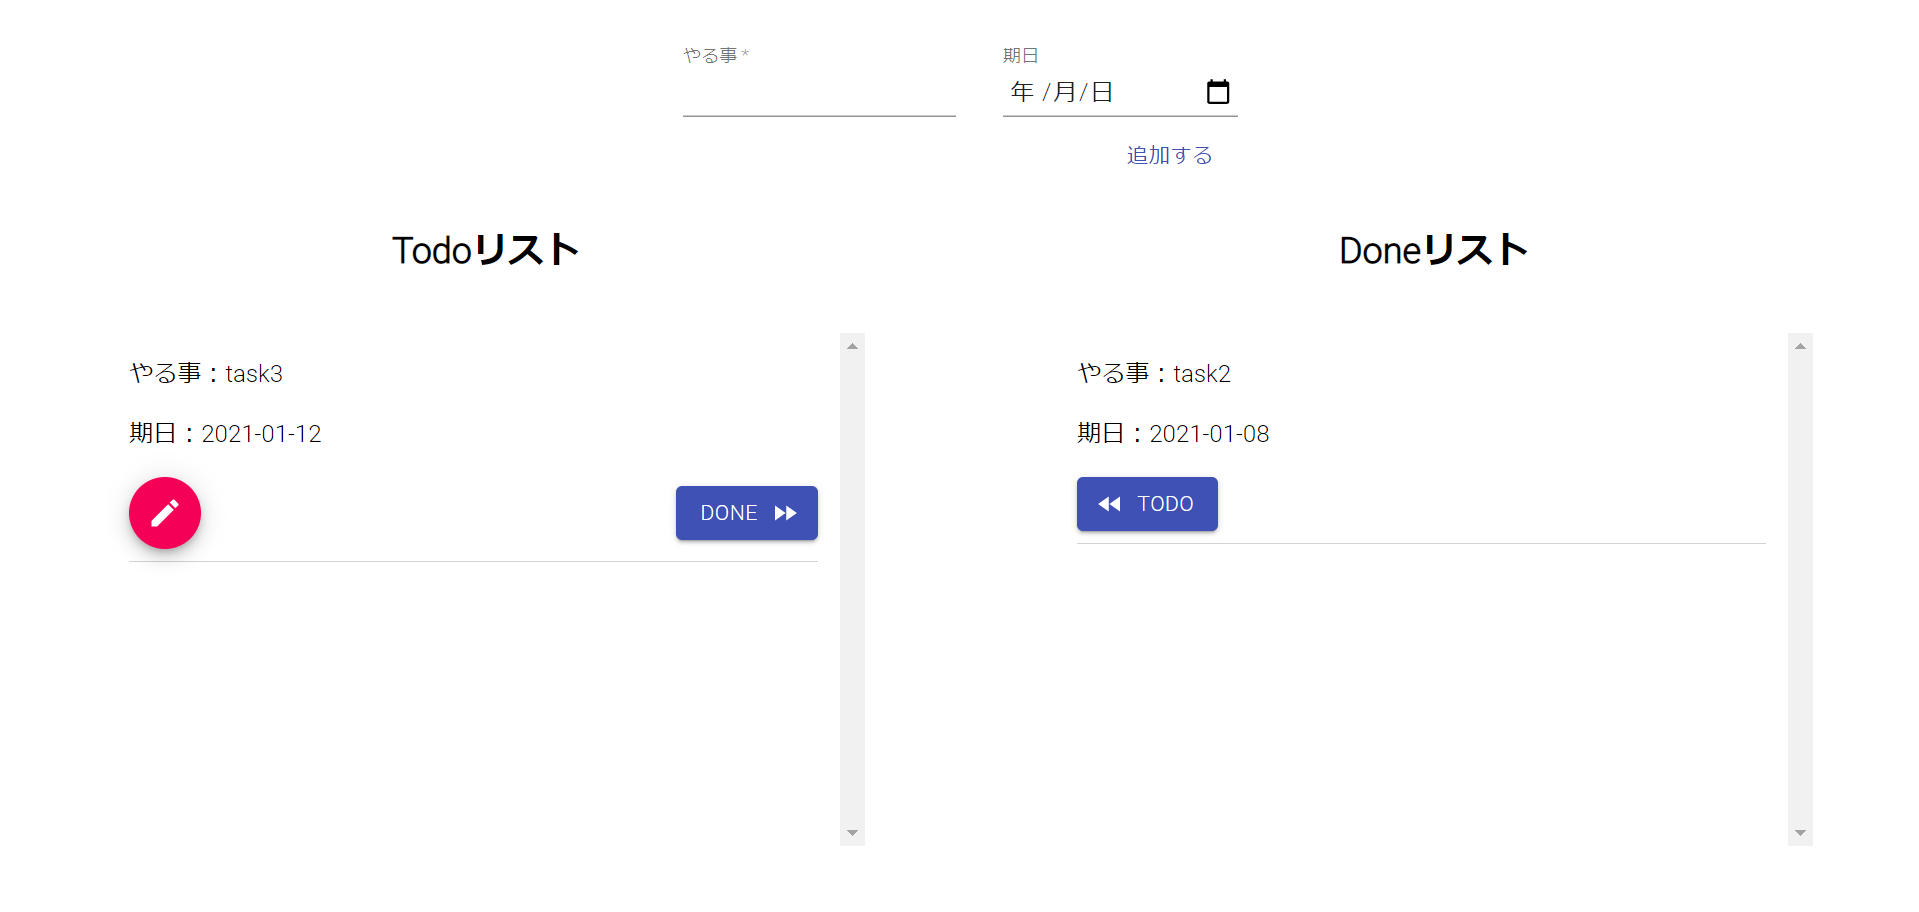 やる事 *
期日
年 /月/日
追加する
Todoリスト
Doneリスト
やる事：task3
期日：2021-01-12
DONE
やる事：task2
期日：2021-01-08
TODO